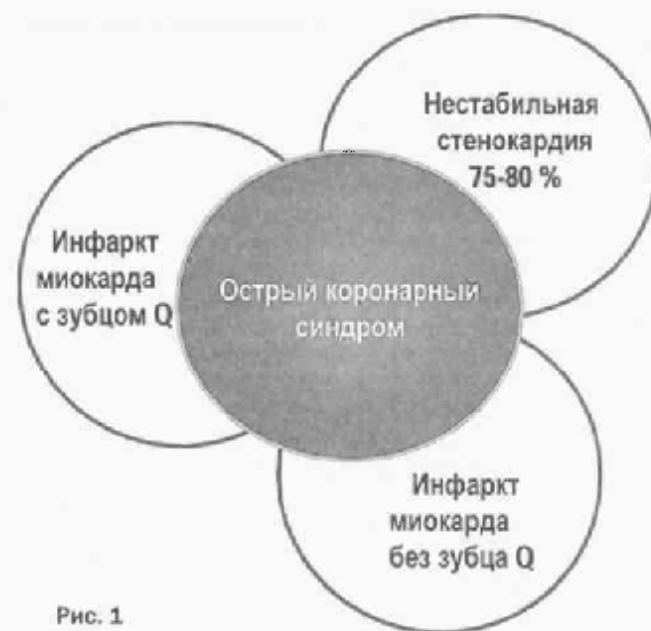 Нестабильная
стенокардия
75-80 %
Инфаркт
миокарда
с зубцом Q
Острый коронарный
синдром
Инфаркт
миокарда
без зубца Q
Рис. 1